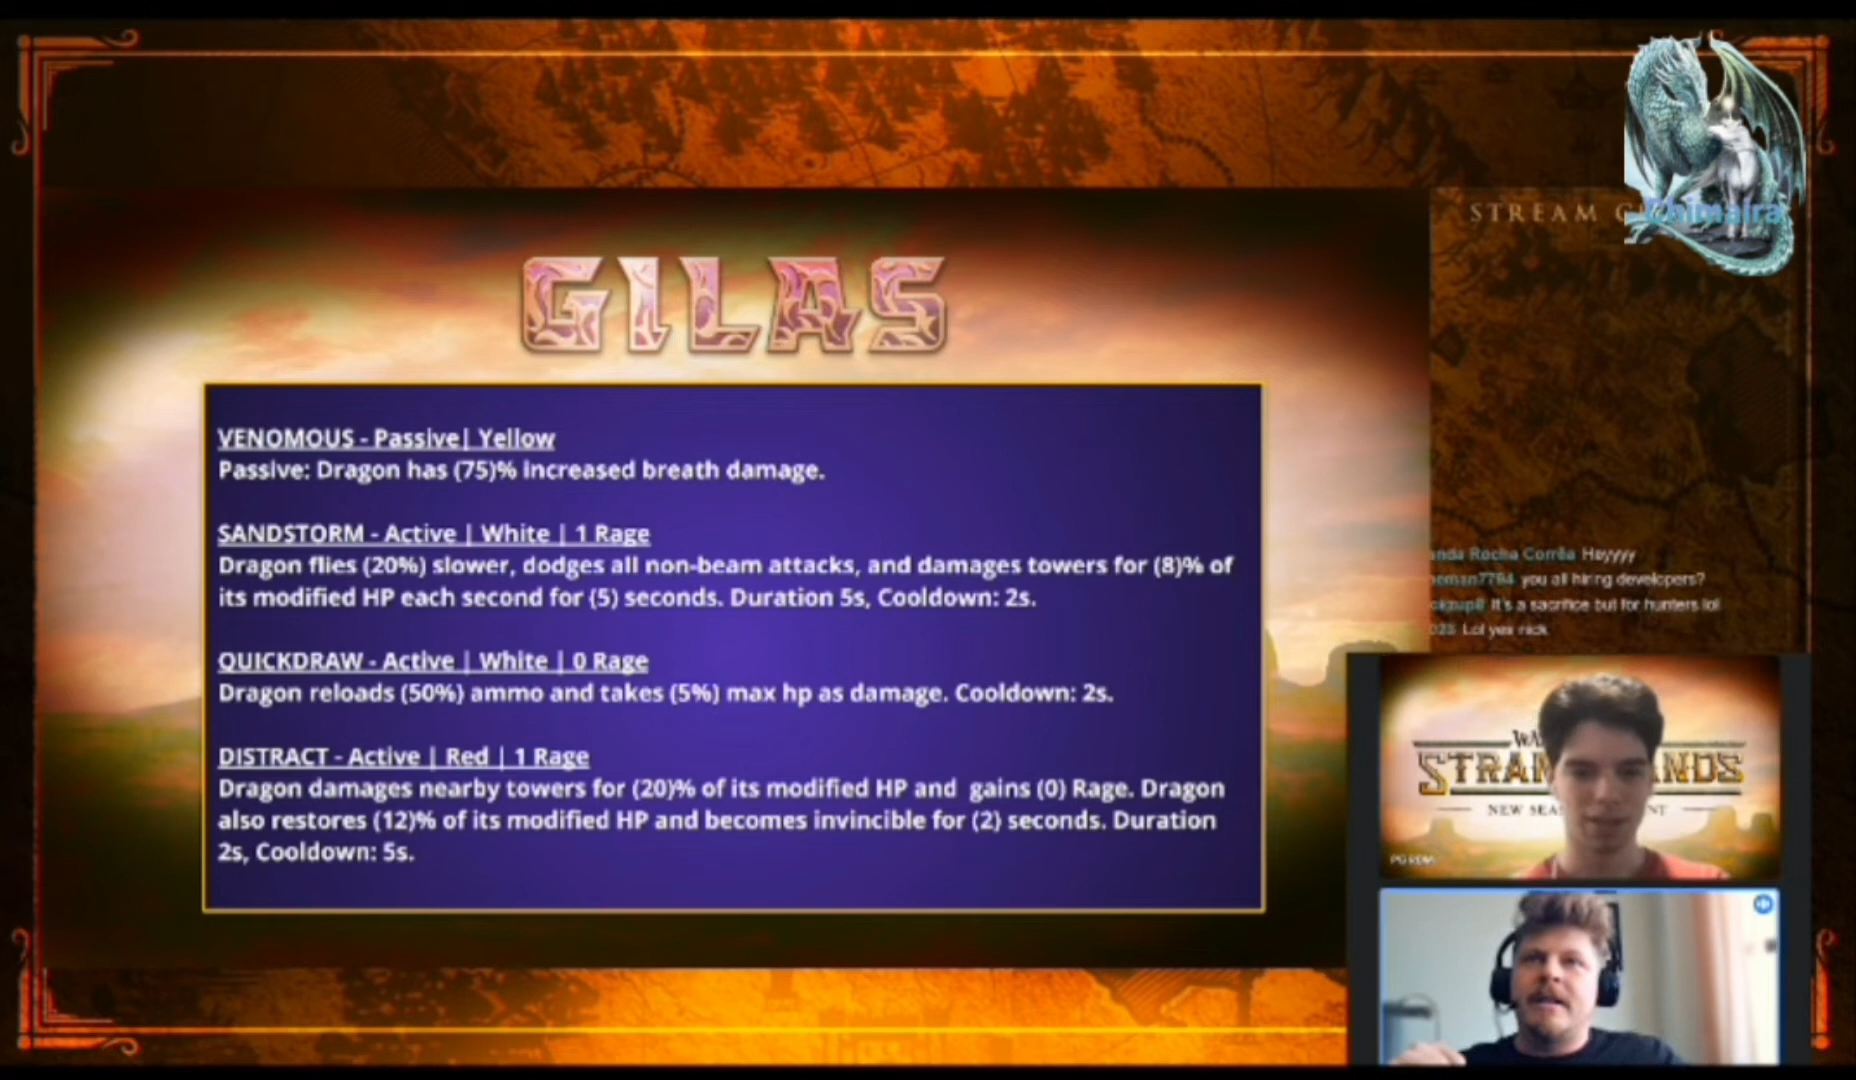 STREAM
Chimaira
GILAS
VENOMOUS - Passive| Yellow
Passive: Dragon has (75)% increased breath damage.
SANDSTORM - Active | White | 1 Rage
Dragon flies (20%) slower, dodges all non-beam attacks, and damages towers for (8)% of
its modified HP each second for (5) seconds. Duration 5s, Cooldown: 2s.
QUICKDRAW - Active | White | 0 Rage
Dragon reloads (50%) ammo and takes (5%) max hp as damage. Cooldown: 2s.
DISTRACT - Active | Red | 1 Rage
Dragon damages nearby towers for (20)% of its modified HP and  gains (0) Rage. Dragon
also restores (12)% of its modified HP and becomes invincible for (2) seconds. Duration
2s, Cooldown: 5s.
Rocha Corrêa Heyyyy
you all hiring developers?
It's a sacrifice but for hunters lol
Lol yes nick
NEW